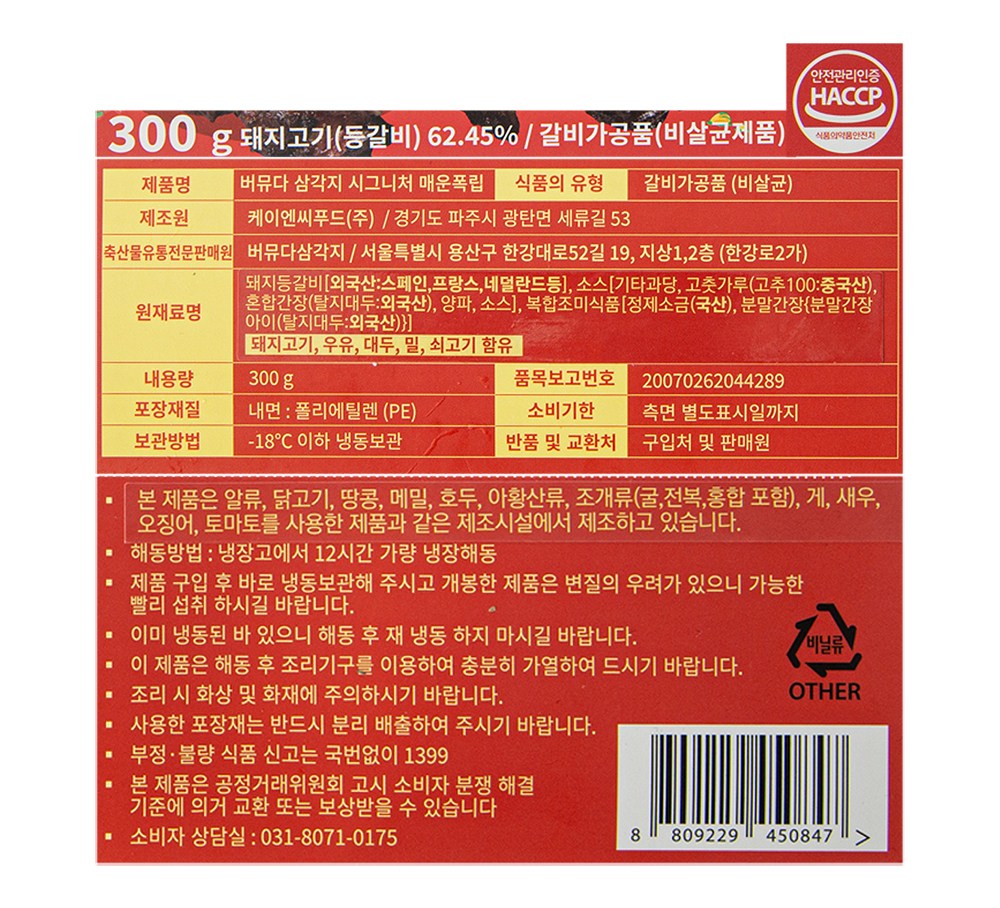 안전관리인증
HACCP
식품의약품안전처
300 g 돼지고기(등갈비) 62.45% / 갈비가공품(비살균제품)
제품명 버뮤다 삼각지 시그니처 매운폭립 식품의 유형 갈비가공품 (비살균)
제조원 케이엔씨푸드(주) / 경기도 파주시 광탄면 세류길 53
축산물유통전문판매원 버뮤다삼각지 / 서울특별시 용산구 한강대로52길 19, 지상1,2층 (한강로2가)
원재료명
돼지등갈비[외국산:스페인,프랑스,네덜란드등], 소스[기타과당, 고춧가루(고추100:중국산),
혼합간장(탈지대두:외국산), 양파, 소스], 복합조미식품[정제소금(국산), 분말간장{분말간장
아이(탈지대두:외국산)}]
돼지고기, 우유, 대두, 밀, 쇠고기 함유
내용량 300 g 품목보고번호 20070262044289
포장재질 내면 : 폴리에틸렌 (PE) 소비기한 측면 별도표시일까지
보관방법 -18℃ 이하 냉동보관 반품 및 교환처 구입처 및 판매원
▪ 본 제품은 알류, 닭고기, 땅콩, 메밀, 호두, 아황산류, 조개류(굴,전복,홍합 포함), 게, 새우,
오징어, 토마토를 사용한 제품과 같은 제조시설에서 제조하고 있습니다.
▪ 해동방법 : 냉장고에서 12시간 가량 냉장해동
▪ 제품 구입 후 바로 냉동보관해 주시고 개봉한 제품은 변질의 우려가 있으니 가능한
빨리 섭취 하시길 바랍니다.
▪ 이미 냉동된 바 있으니 해동 후 재 냉동 하지 마시길 바랍니다.
▪ 이 제품은 해동 후 조리기구를 이용하여 충분히 가열하여 드시기 바랍니다.
▪ 조리 시 화상 및 화재에 주의하시기 바랍니다.
▪ 사용한 포장재는 반드시 분리 배출하여 주시기 바랍니다.
▪ 부정·불량 식품 신고는 국번없이 1399
▪ 본 제품은 공정거래위원회 고시 소비자 분쟁 해결
기준에 의거 교환 또는 보상받을 수 있습니다
▪ 소비자 상담실 : 031-8071-0175
비닐류
OTHER
8 809229 450847 >